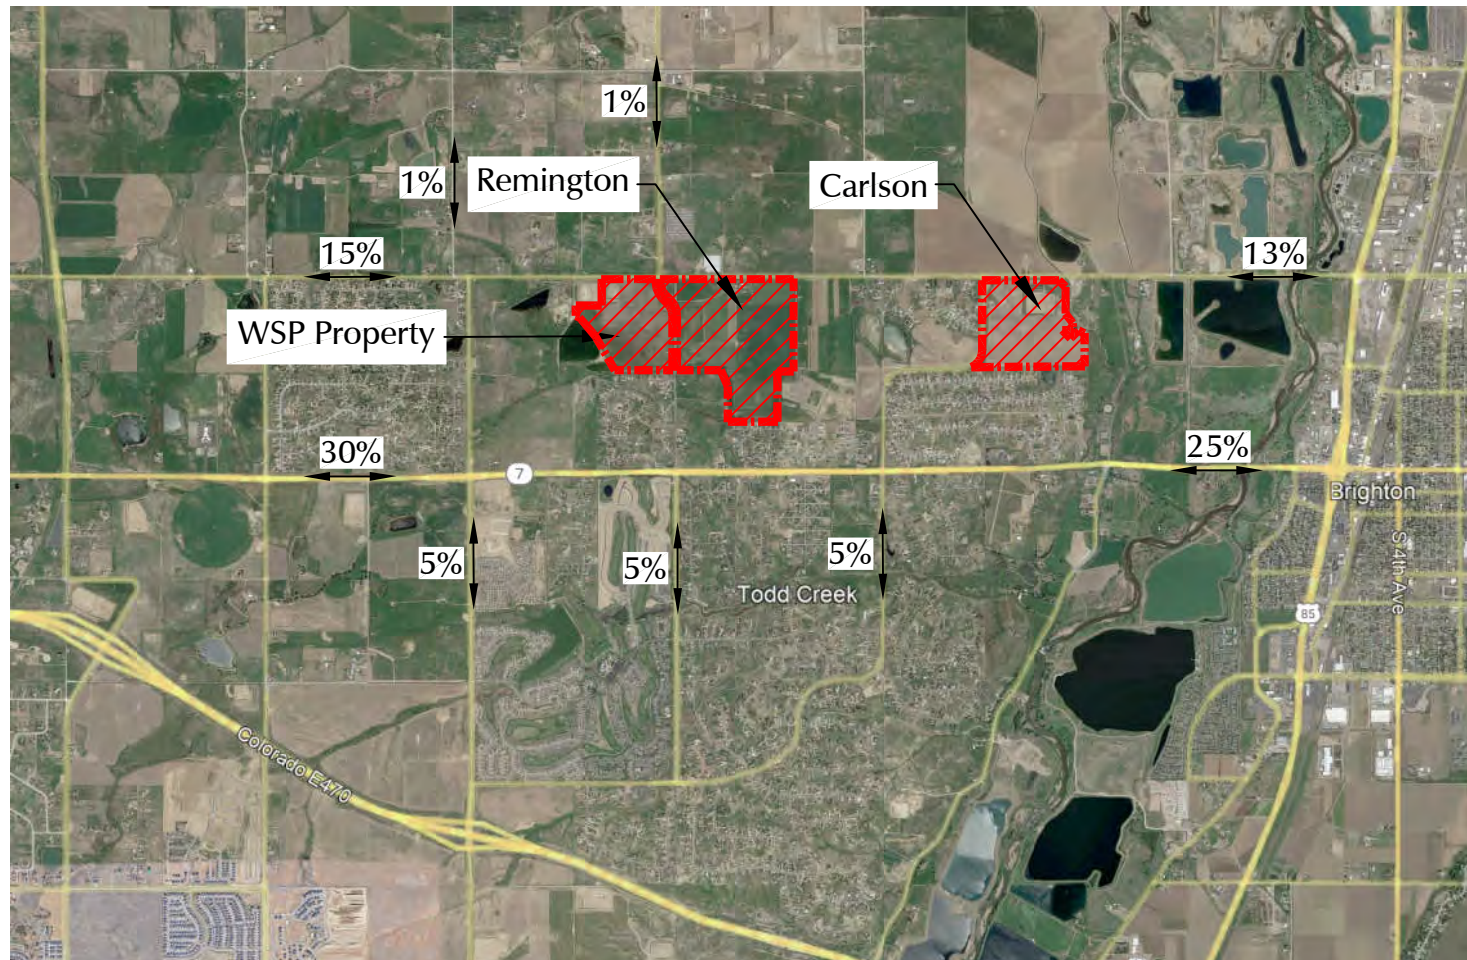 1%
1%
Remington
Carlson
15%
13%
WSP Property
30%
7
25%
Brighton
5%
5%
5%
Todd Creek
S 4th Ave
85
Colorado E470